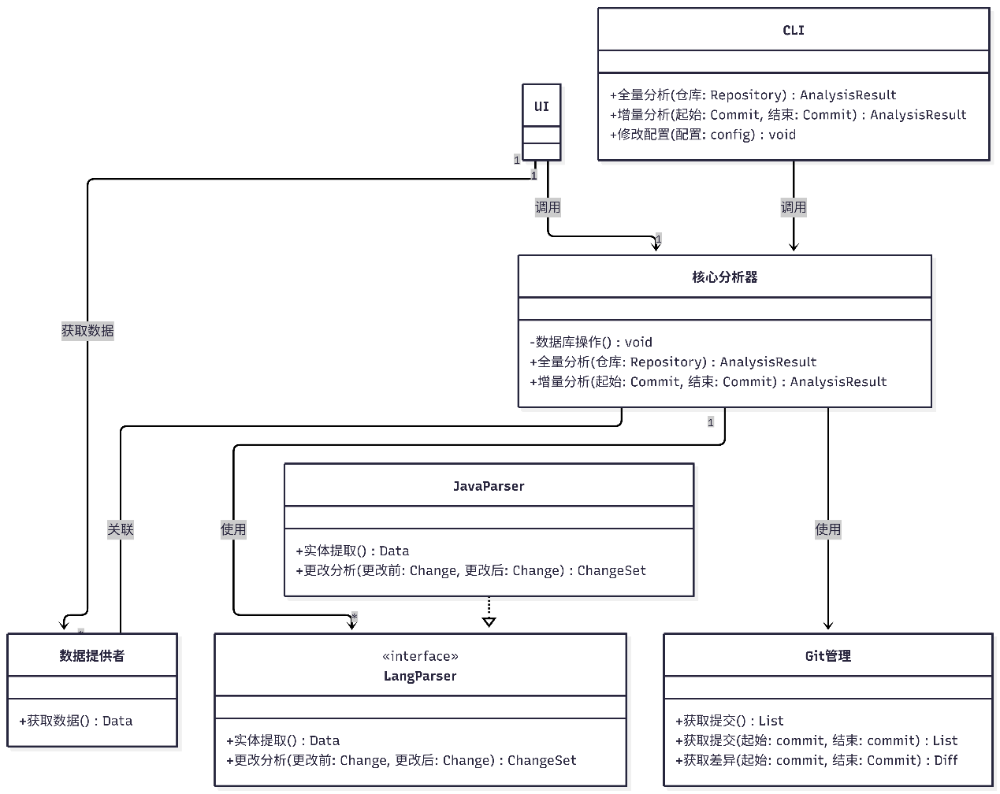 CLI
+全量分析(仓库: Repository) : AnalysisResult
+增量分析(起始: Commit, 结束: Commit) : AnalysisResult
+修改配置(配置: config) : void
UI
1
1
调用
调用
1
核心分析器
-数据库操作() : void
+全量分析(仓库: Repository) : AnalysisResult
+增量分析(起始: Commit, 结束: Commit) : AnalysisResult
获取数据
1
JavaParser
+实体提取() : Data
+更改分析(更改前: Change, 更改后: Change) : ChangeSet
关联
使用
使用
*
*
数据提供者
+获取数据() : Data
«interface»
LangParser
+实体提取() : Data
+更改分析(更改前: Change, 更改后: Change) : ChangeSet
Git管理
+获取提交() : List
+获取提交(起始: commit, 结束: commit) : List
+获取差异(起始: commit, 结束: Commit) : Diff